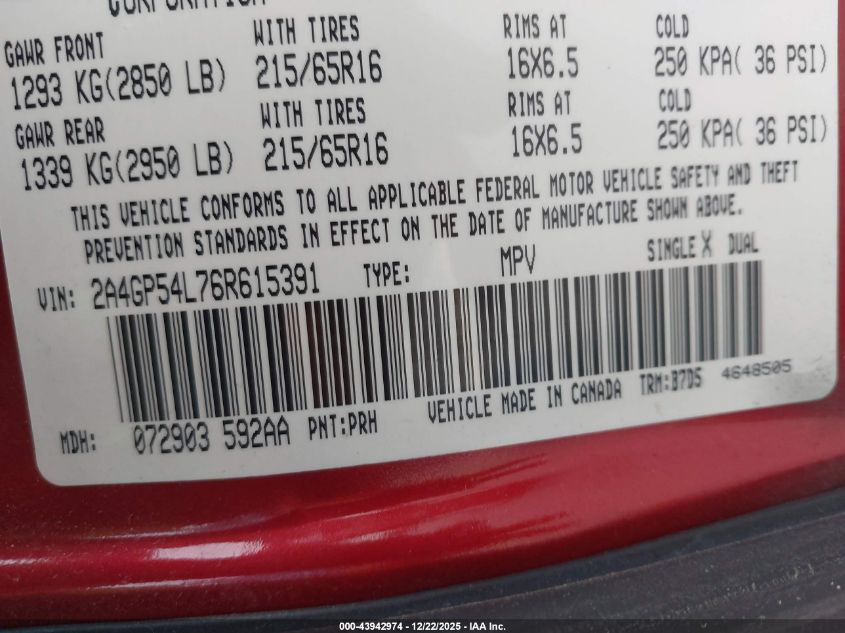 CORPORATION
GAWR FRONT WITH TIRES RIMS AT COLD
1293 KG(2850 LB) 215/65R16 16X6.5 250 KPA( 36 PSI)
GAWR REAR WITH TIRES RIMS AT COLD
1339 KG(2950 LB) 215/65R16 16X6.5 250 KPA( 36 PSI)
THIS VEHICLE CONFORMS TO ALL APPLICABLE FEDERAL MOTOR VEHICLE SAFETY AND THEFT
PREVENTION STANDARDS IN EFFECT ON THE DATE OF MANUFACTURE SHOWN ABOVE.
VIN: 2A4GP54L76R615391 TYPE: MPV SINGLE X DUAL
MDH: 072903 592AA PNT:PRH VEHICLE MADE IN CANADA TRM:B7D5 4648505
000-43942974 - 12/22/2025 - IAA Inc.